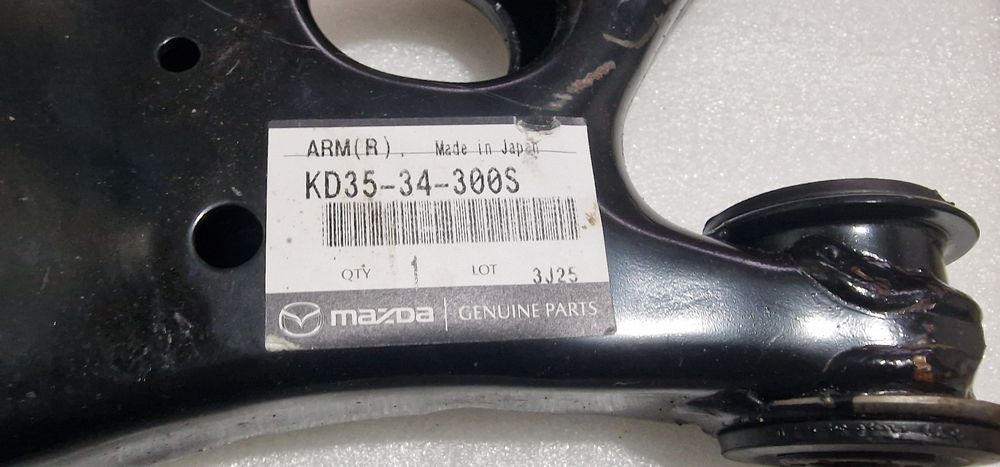 ARM(R). Made in Japan
KD35-34-300S
QTY 1 LOT 3J25
mazda GENUINE PARTS